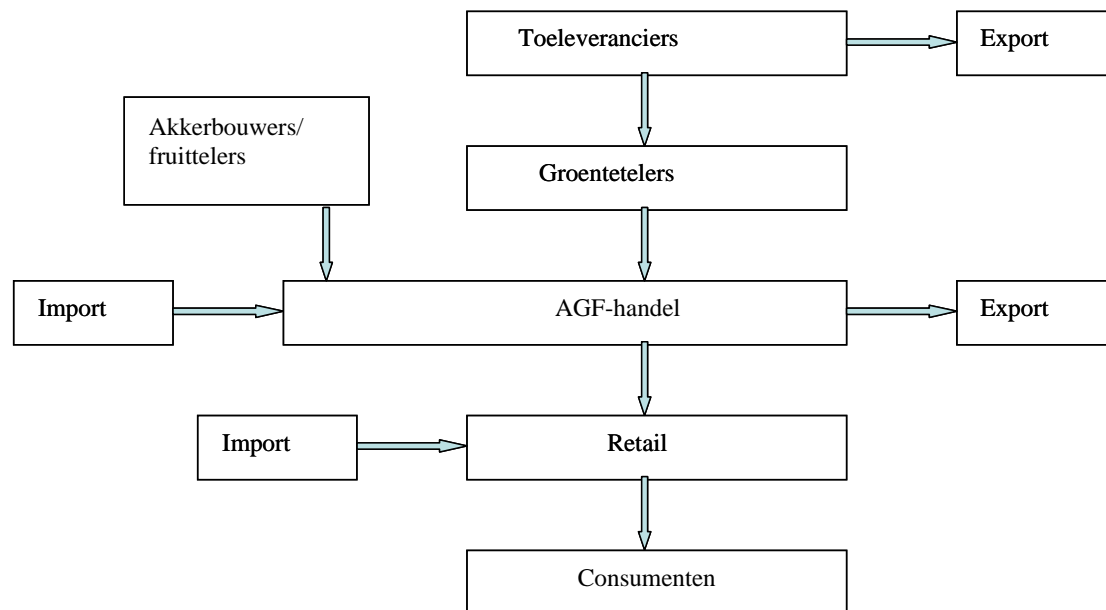 Toeleveranciers
Export
Akkerbouwers/
fruittelers
Groentetelers
Import
AGF-handel
Export
Import
Retail
Consumenten